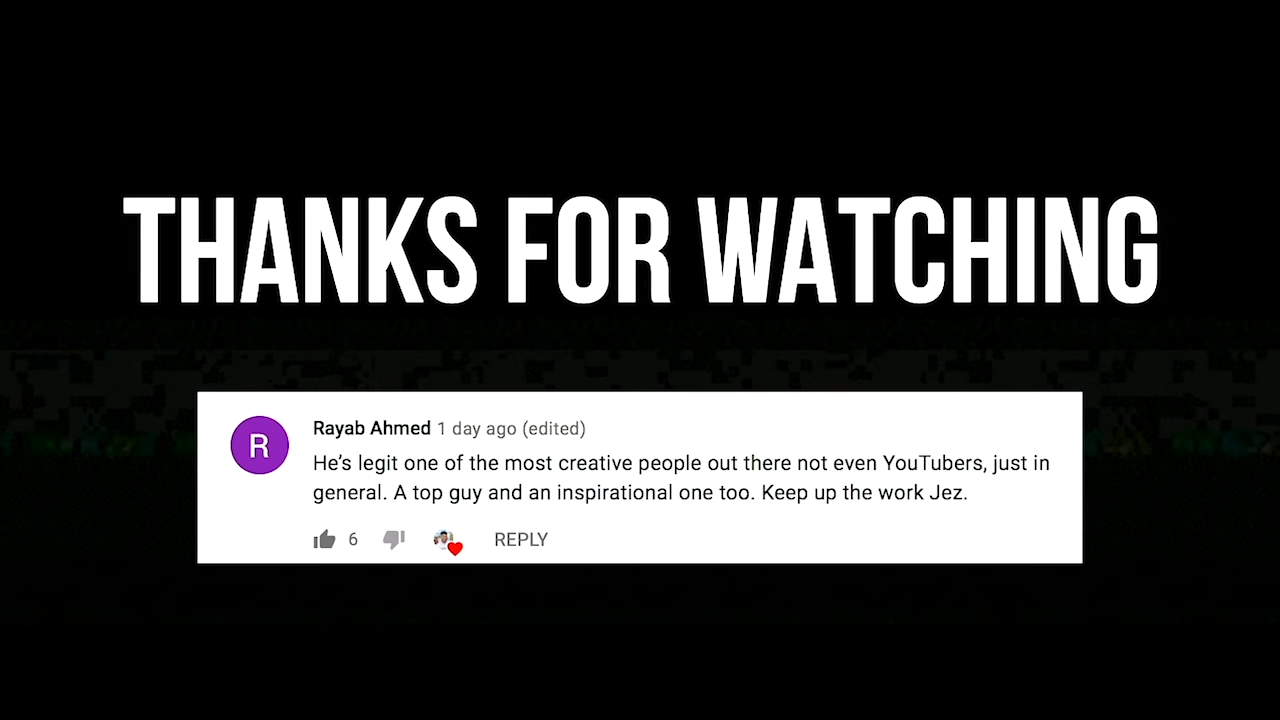 THANKS FOR WATCHING
R
Rayab Ahmed 1 day ago (edited)
He’s legit one of the most creative people out there not even YouTubers, just in
general. A top guy and an inspirational one too. Keep up the work Jez.
6 REPLY